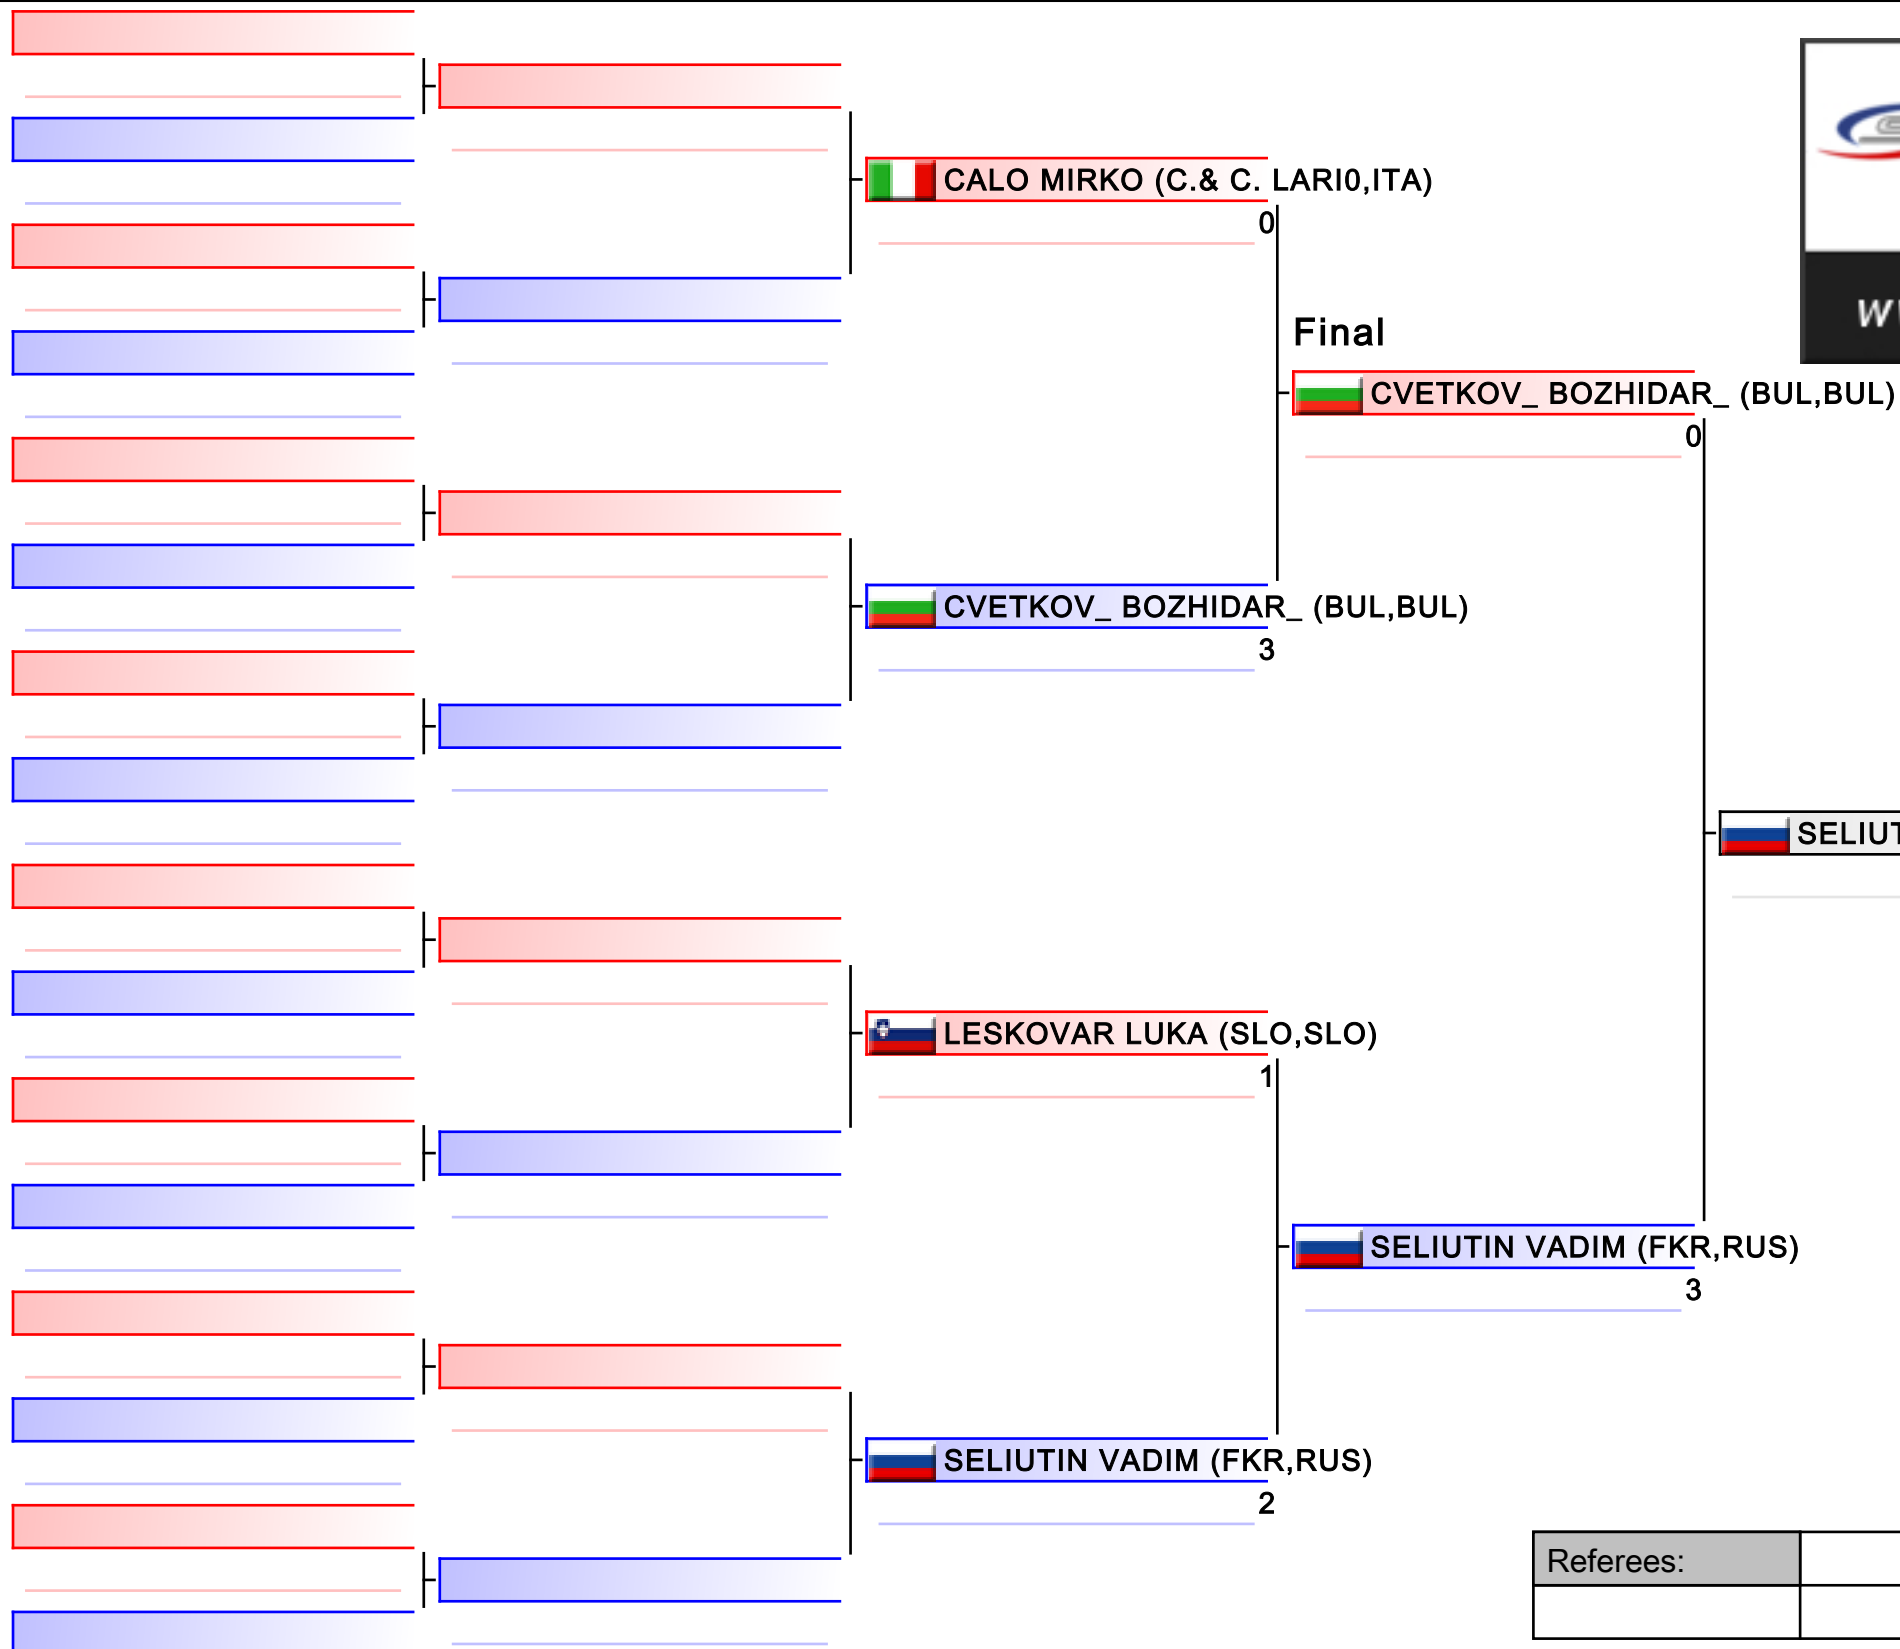 CALO MIRKO (C.& C. LARI0,ITA)
0
Final
CVETKOV_ BOZHIDAR_ (BUL,BUL)
0
CVETKOV_ BOZHIDAR_ (BUL,BUL)
3
SELIUT
LESKOVAR LUKA (SLO,SLO)
1
SELIUTIN VADIM (FKR,RUS)
3
SELIUTIN VADIM (FKR,RUS)
2
Referees: